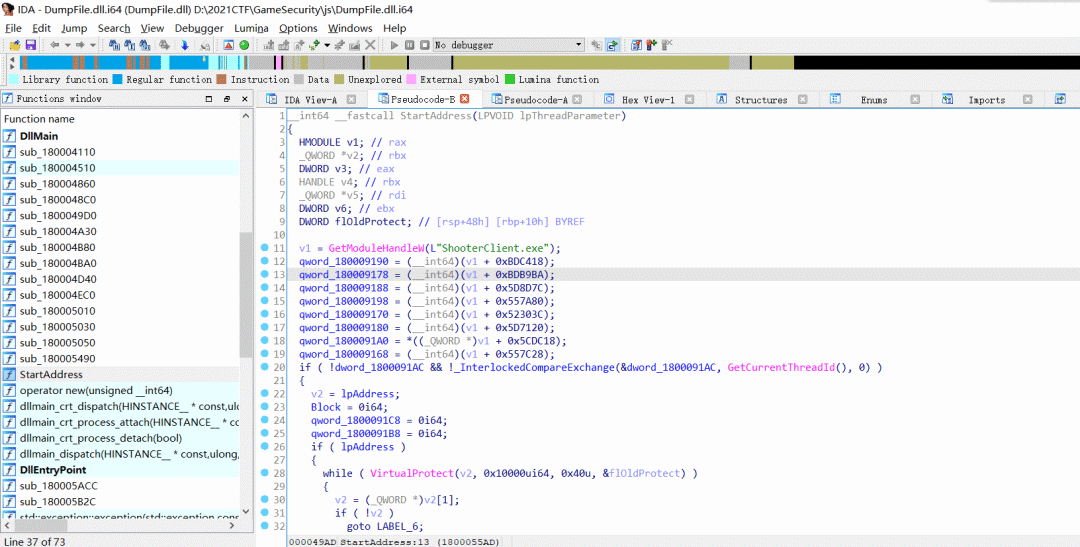 IDA - DumpFile.dll.i64 (DumpFile.dll) D:\2021CTF\GameSecurity\js\DumpFile.dll.i64
File Edit Jump Search View Debugger Lumina Options Windows Help
No debugger
Library function Regular function Instruction Data Unexplored External symbol Lumina function
Functions window
IDA View-A Pseudocode-B Pseudocode-A Hex View-1 Structures Enums Imports
Function name
DllMain
sub_180004110
sub_180004510
sub_180004860
sub_1800048C0
sub_1800049D0
sub_180004A30
sub_180004B80
sub_180004BA0
sub_180004D40
sub_180004EC0
sub_180005010
sub_180005030
sub_180005050
sub_180005490
StartAddress
operator new(unsigned __int64)
dllmain_crt_dispatch(HINSTANCE__ * const,ulo
dllmain_crt_process_attach(HINSTANCE__ * co
dllmain_crt_process_detach(bool)
dllmain_dispatch(HINSTANCE__ * const,ulong,
DllEntryPoint
sub_180005ACC
sub_180005B2C
std::exception::exception(std::exception cons
Line 37 of 73
1 __int64 __fastcall StartAddress(LPVOID lpThreadParameter)
2 {
3 HMODULE v1; // rax
4 _QWORD *v2; // rbx
5 DWORD v3; // eax
6 HANDLE v4; // rbx
7 _QWORD *v5; // rdi
8 DWORD v6; // ebx
9 DWORD flOldProtect; // [rsp+48h] [rbp+10h] BYREF
10
11 v1 = GetModuleHandleW(L"ShooterClient.exe");
12 qword_180009190 = (__int64)(v1 + 0xBDC418);
13 qword_180009178 = (__int64)(v1 + 0xBDB9BA);
14 qword_180009188 = (__int64)(v1 + 0x5D8D7C);
15 qword_180009198 = (__int64)(v1 + 0x557A80);
16 qword_180009170 = (__int64)(v1 + 0x52303C);
17 qword_180009180 = (__int64)(v1 + 0x5D7120);
18 qword_1800091A0 = *((_QWORD *)v1 + 0x5CDC18);
19 qword_180009168 = (__int64)(v1 + 0x557C28);
20 if ( !dword_1800091AC && !_InterlockedCompareExchange(&dword_1800091AC, GetCurrentThreadId(), 0) )
21 {
22 v2 = lpAddress;
23 Block = 0i64;
24 qword_1800091C8 = 0i64;
25 qword_1800091B8 = 0i64;
26 if ( lpAddress )
27 {
28 while ( VirtualProtect(v2, 0x10000ui64, 0x40u, &flOldProtect) )
29 {
30 v2 = (_QWORD *)v2[1];
31 if ( !v2 )
32 goto LABEL_6;
000049AD StartAddress:13 (1800055AD)